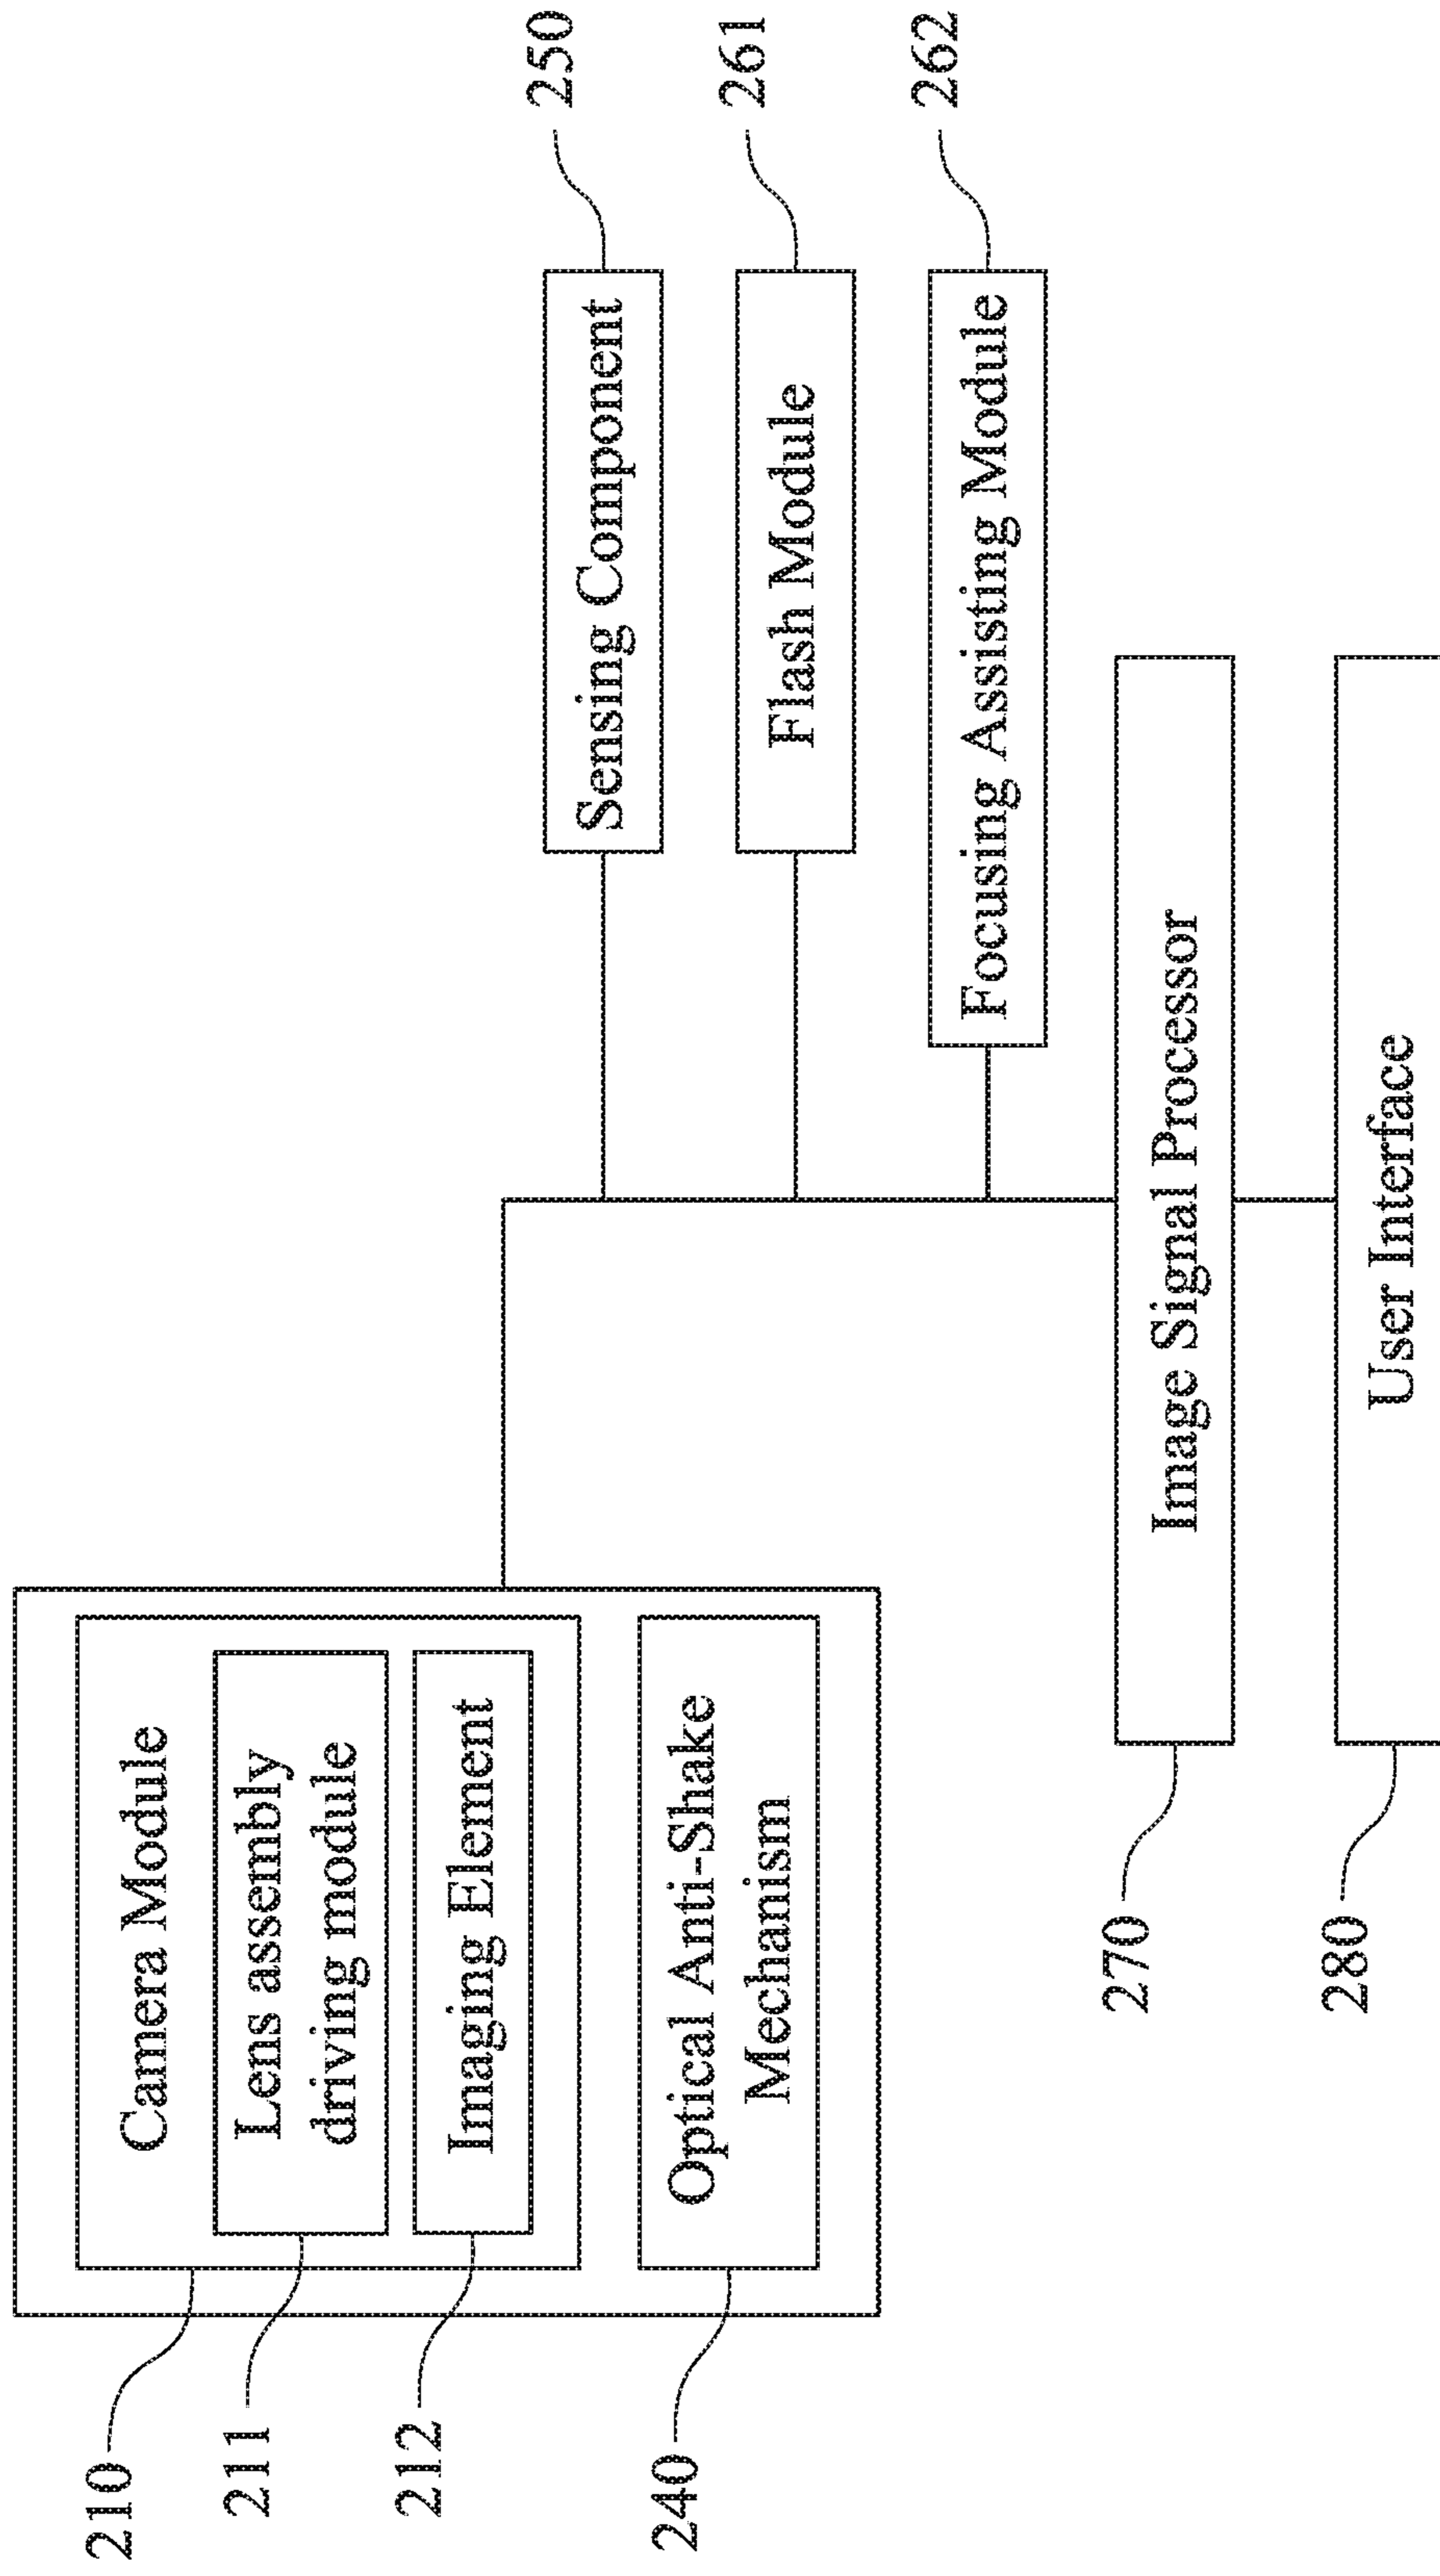 210
Camera Module
211
Lens assembly
driving module
212
Imaging Element
240
Optical Anti-Shake
Mechanism
Sensing Component
250
Flash Module
261
Focusing Assisting Module
262
270
Image Signal Processor
280
User Interface